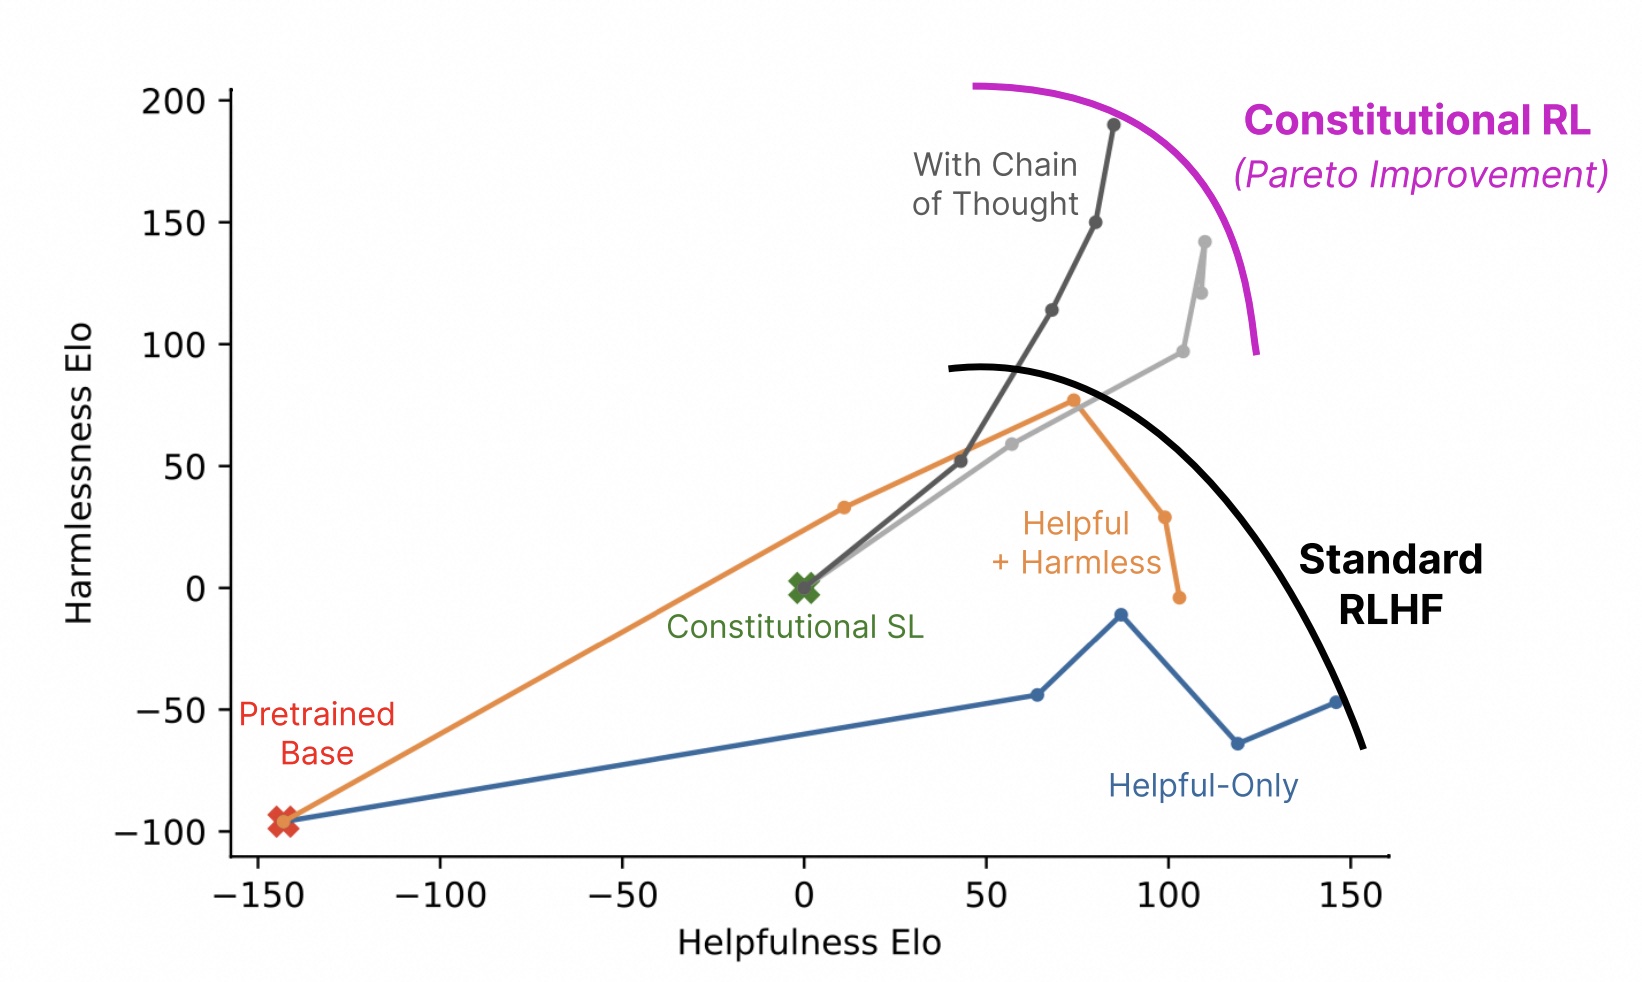 200
150
100
50
0
−50
−100
Harmlessness Elo
With Chain
of Thought
Constitutional RL
(Pareto Improvement)
Helpful
+ Harmless
Standard
RLHF
Constitutional SL
Pretrained
Base
Helpful-Only
−150 −100 −50 0 50 100 150
Helpfulness Elo